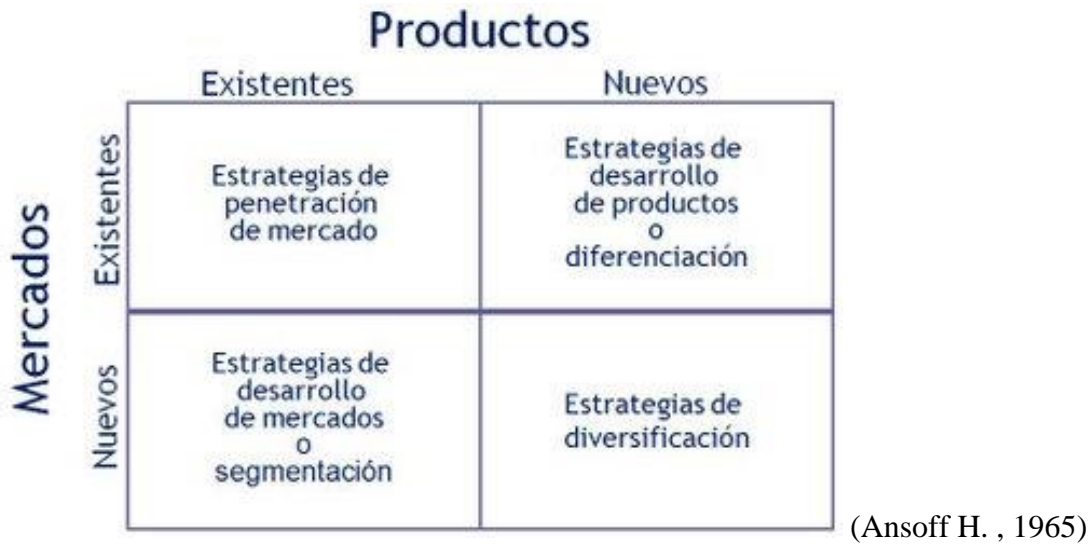 Productos
Existentes
Nuevos
Mercados
Existentes
Estrategias de
penetración
de mercado
Estrategias de
desarrollo
de productos
o
diferenciación
Nuevos
Estrategias de
desarrollo
de mercados
o
segmentación
Estrategias de
diversificación
(Ansoff H. , 1965)